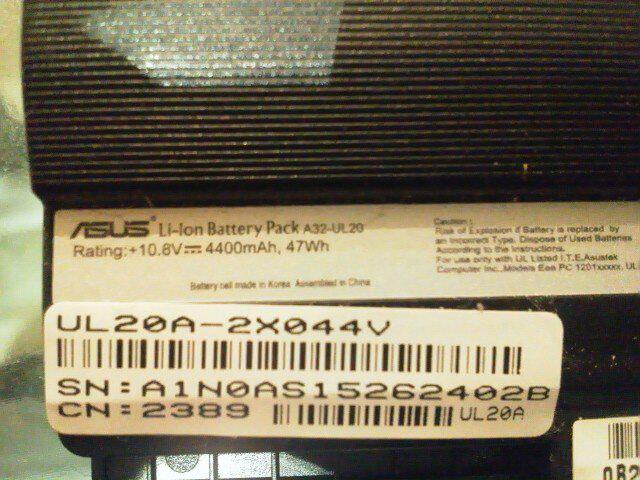 ASUS Li-Ion Battery Pack A32-UL20
Rating:+10.8V⎓ 4400mAh, 47Wh
Battery cell made in Korea Assembled in China
Caution :
Risk of Explosion if Battery is replaced by
an Incorrect Type. Dispose of Used Batteries
According to the Instructions.
For use only with UL Listed I.T.E,Asustek
Computer Inc.,Models Eee PC 1201xxxxx, UL
UL20A-2X044V
SN:A1N0AS15262402B
CN:2389
UL20A
0B2